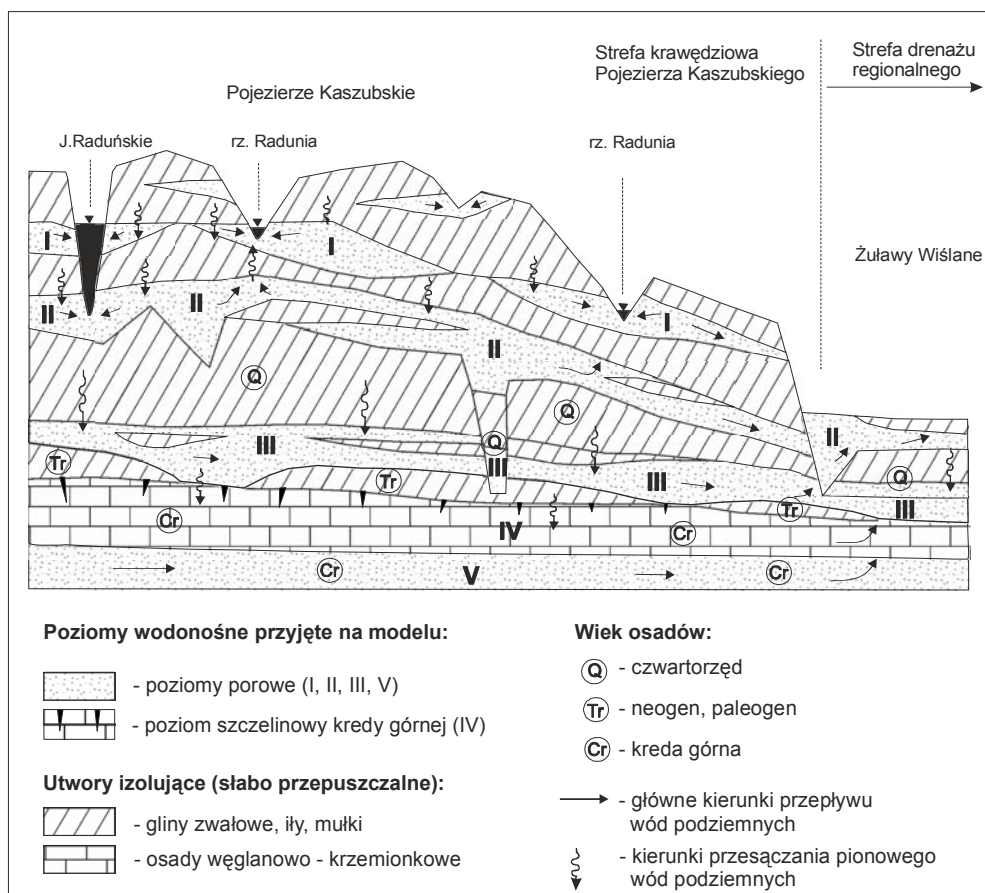 Strefa krawędziowa
Pojezierza Kaszubskiego
Strefa drenażu
regionalnego
Pojezierze Kaszubskie
J.Raduńskie
rz. Radunia
rz. Radunia
Żuławy Wiślane
I
I
I
II
II
II
II
Q
Q
Q
Q
III
III
III
III
Tr
Tr
Tr
Cr
IV
Cr
Cr
V
Cr
Poziomy wodonośne przyjęte na modelu:
- poziomy porowe (I, II, III, V)
- poziom szczelinowy kredy górnej (IV)
Utwory izolujące (słabo przepuszczalne):
- gliny zwałowe, iły, mułki
- osady węglanowo - krzemionkowe
Wiek osadów:
Q - czwartorzęd
Tr - neogen, paleogen
Cr - kreda górna
- główne kierunki przepływu
wód podziemnych
- kierunki przesączania pionowego
wód podziemnych